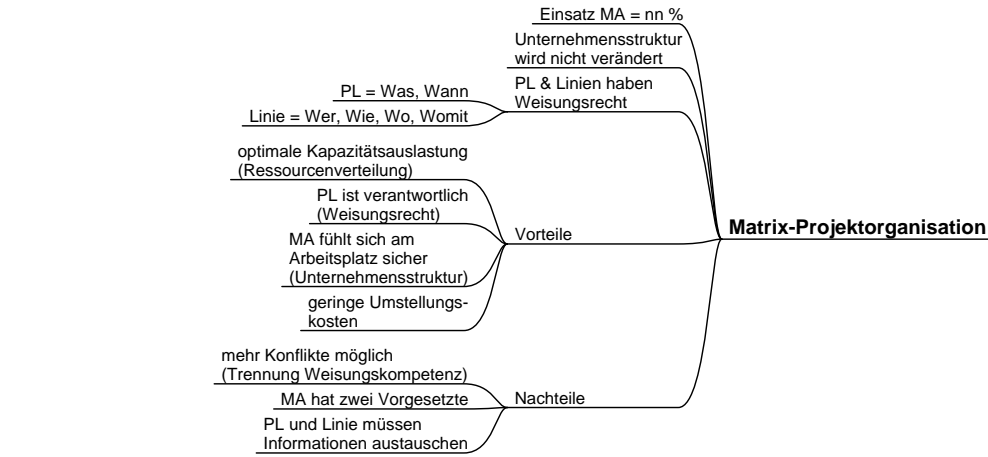 Einsatz MA = nn %
Unternehmensstruktur
wird nicht verändert
PL & Linien haben
Weisungsrecht
PL = Was, Wann
Linie = Wer, Wie, Wo, Womit
optimale Kapazitätsauslastung
(Ressourcenverteilung)
PL ist verantwortlich
(Weisungsrecht)
MA fühlt sich am
Arbeitsplatz sicher
(Unternehmensstruktur)
geringe Umstellungs-
kosten
Vorteile
Matrix-Projektorganisation
mehr Konflikte möglich
(Trennung Weisungskompetenz)
MA hat zwei Vorgesetzte
PL und Linie müssen
Informationen austauschen
Nachteile